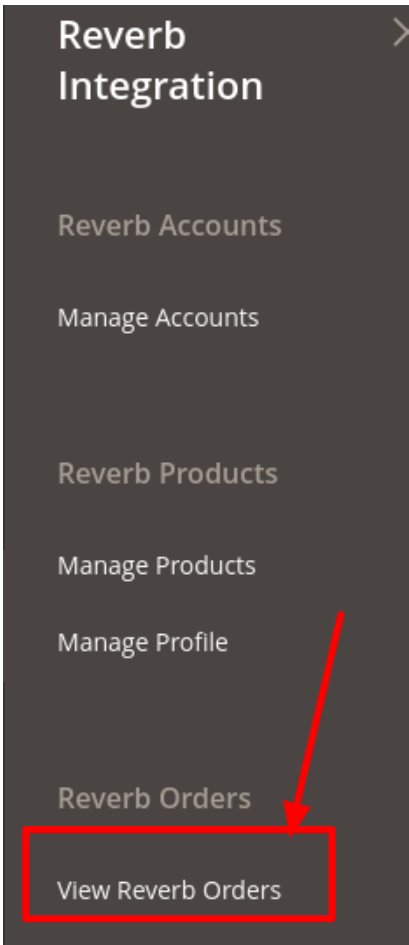 Reverb
Integration
Reverb Accounts
Manage Accounts
Reverb Products
Manage Products
Manage Profile
Reverb Orders
View Reverb Orders